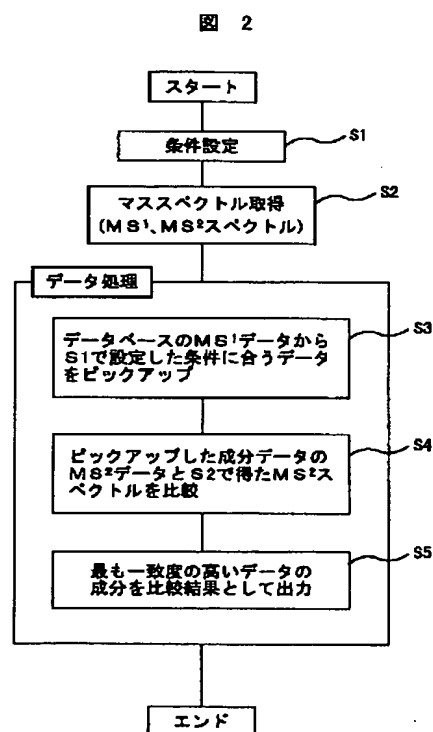 図 2
スタート
条件設定
S1
マススペクトル取得
(MS¹、MS²スペクトル)
S2
データ処理
データベースのMS¹データから
S1で設定した条件に合うデータ
をピックアップ
S3
ピックアップした成分データの
MS²データとS2で得たMS²ス
ペクトルを比較
S4
最も一致度の高いデータの
成分を比較結果として出力
S5
エンド